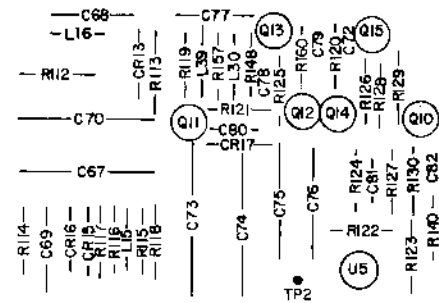 C68 C77 Q13 Q15
L16 CR13 R113 R119 L39 R157 L30 R148 C78 R125 R160 C79 R120 C72 R126 R128 R129
R112
R121
C70 Q11 Q12 Q14 Q10
C80
CR17
C67 R124 C81 R127 R130 C82
R114 C69 CR16 CR15 R117 R116 L15 R115 R118 C73 C74 C75 C76 R123 R140
R122
U5
TP2